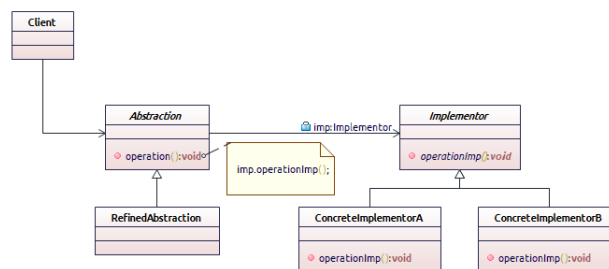 Client
Abstraction
operation():void
imp:Implementor
Implementor
operationImp():void
imp.operationImp();
RefinedAbstraction
ConcreteImplementorA
operationImp():void
ConcreteImplementorB
operationImp():void